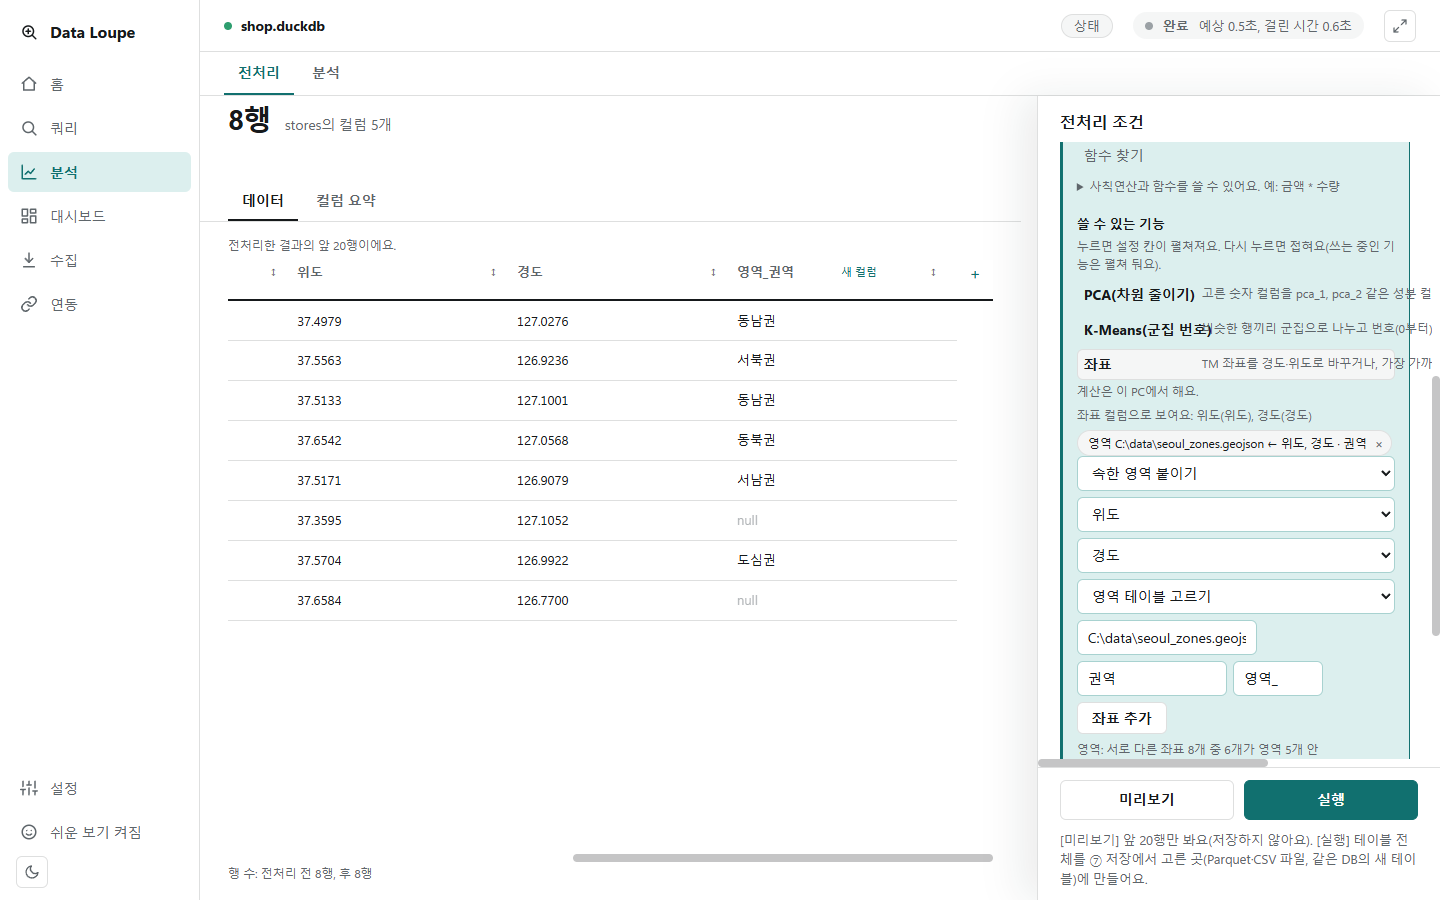 Data Loupe
홈
쿼리
분석
대시보드
수집
연동
설정
쉬운 보기 켜짐
shop.duckdb
상태
완료 예상 0.5초, 걸린 시간 0.6초
전처리 분석
8행 stores의 컬럼 5개
데이터 컬럼 요약
전처리한 결과의 앞 20행이에요.
↕ 위도 ↕ 경도 ↕ 영역_권역 새 컬럼 ↕ +
37.4979 127.0276 동남권
37.5563 126.9236 서북권
37.5133 127.1001 동남권
37.6542 127.0568 동북권
37.5171 126.9079 서남권
37.3595 127.1052 null
37.5704 126.9922 도심권
37.6584 126.7700 null
행 수: 전처리 전 8행, 후 8행
전처리 조건
함수 찾기
▶ 사칙연산과 함수를 쓸 수 있어요. 예: 금액 * 수량
쓸 수 있는 기능
누르면 설정 칸이 펼쳐져요. 다시 누르면 접혀요(쓰는 중인 기
능은 펼쳐 둬요).
PCA(차원 줄이기) 고른 숫자 컬럼을 pca_1, pca_2 같은 성분 컬
K-Means(군집 번호) 비슷한 행끼리 군집으로 나누고 번호(0부터)
좌표 TM 좌표를 경도·위도로 바꾸거나, 가장 가까
계산은 이 PC에서 해요.
좌표 컬럼으로 보여요: 위도(위도), 경도(경도)
영역 C:\data\seoul_zones.geojson ← 위도, 경도 · 권역 ×
속한 영역 붙이기
위도
경도
영역 테이블 고르기
C:\data\seoul_zones.geojs
권역 영역_
좌표 추가
영역: 서로 다른 좌표 8개 중 6개가 영역 5개 안
미리보기 실행
[미리보기] 앞 20행만 봐요(저장하지 않아요). [실행] 테이블 전
체를 ⑦ 저장에서 고른 곳(Parquet·CSV 파일, 같은 DB의 새 테이
블)에 만들어요.